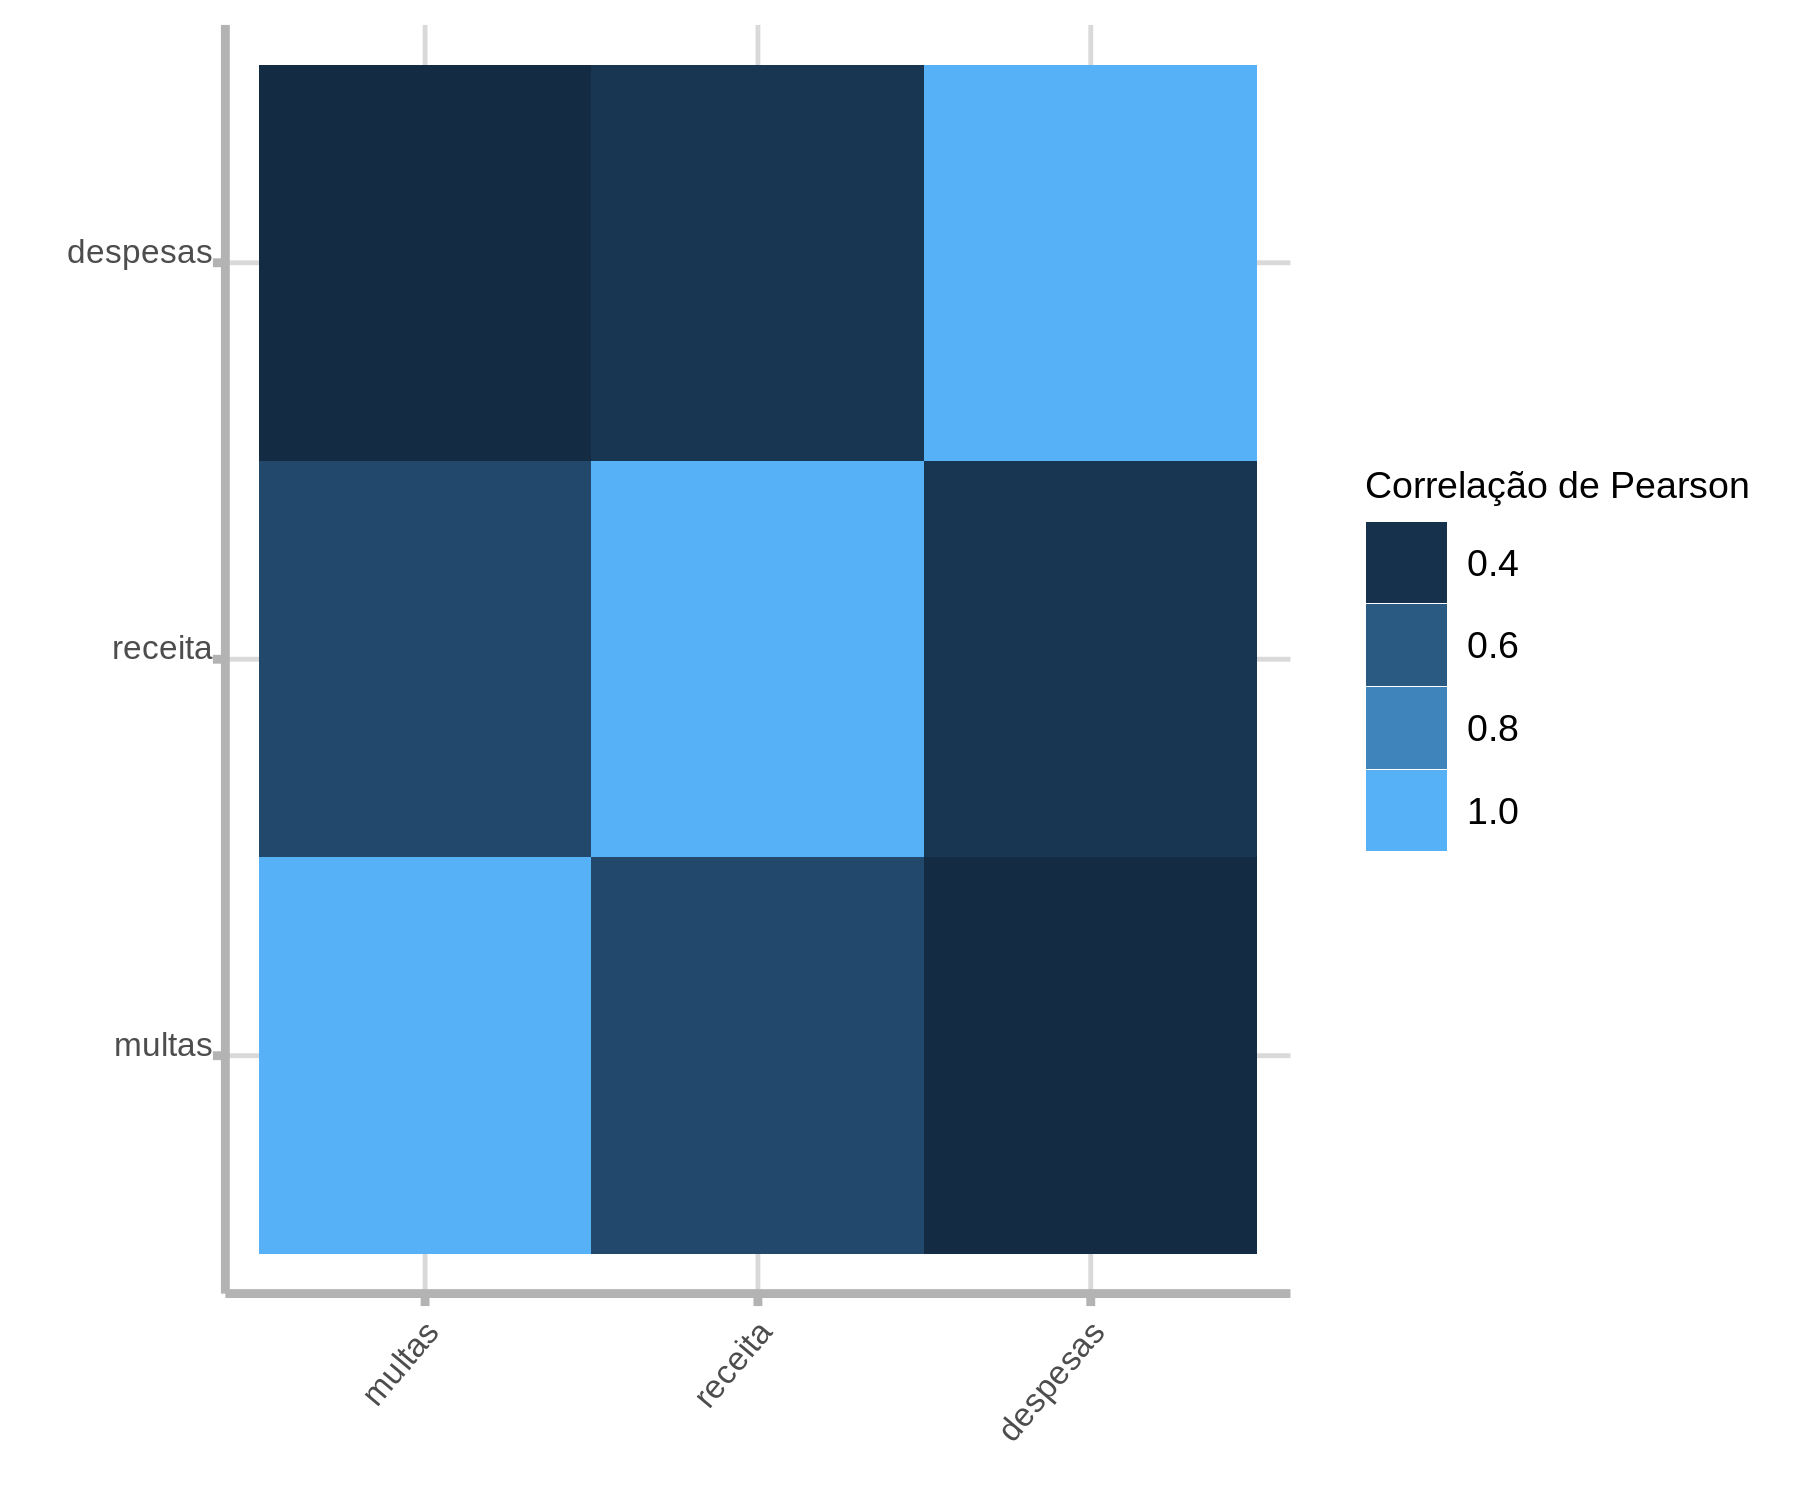 despesas
receita
multas
multas
receita
despesas
Correlação de Pearson
0.4
0.6
0.8
1.0